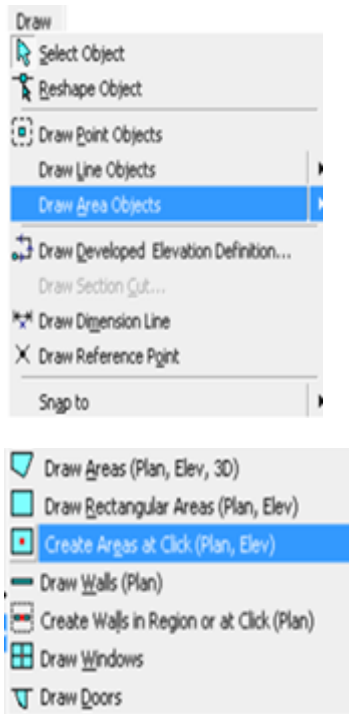 Draw
Select Object
Reshape Object
Draw Point Objects
Draw Line Objects
Draw Area Objects
Draw Developed Elevation Definition...
Draw Section Cut...
Draw Dimension Line
Draw Reference Point
Snap to
Draw Areas (Plan, Elev, 3D)
Draw Rectangular Areas (Plan, Elev)
Create Areas at Click (Plan, Elev)
Draw Walls (Plan)
Create Walls in Region or at Click (Plan)
Draw Windows
Draw Doors